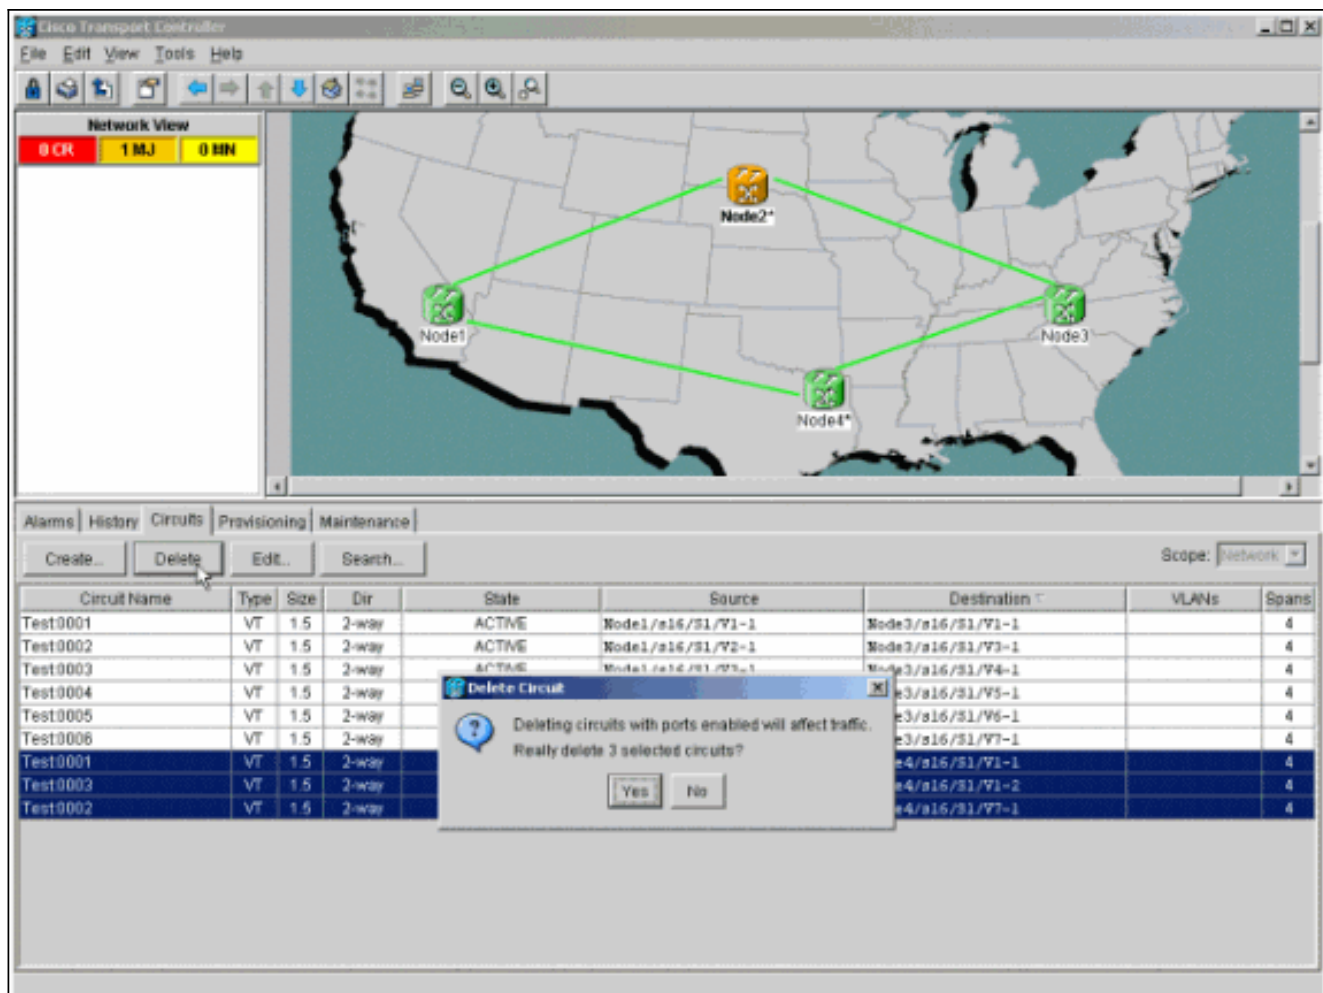 Cisco Transport Controller
File Edit View Tools Help
Network View
0 CR 1 MJ 0 MN
Node2*
Node1
Node3
Node4*
Alarms History Circuits Provisioning Maintenance
Create... Delete Edit... Search... Scope: Network
Circuit Name Type Size Dir State Source Destination VLANs Spans
Test0001 VT 1.5 2-way ACTIVE Node1/s16/S1/V1-1 Node3/s16/S1/V1-1 4
Test0002 VT 1.5 2-way ACTIVE Node1/s16/S1/V2-1 Node3/s16/S1/V3-1 4
Test0003 VT 1.5 2-way ACTIVE Node1/s16/S1/V3-1 Node3/s16/S1/V4-1 4
Test0004 VT 1.5 2-way e3/s16/S1/V5-1 4
Test0005 VT 1.5 2-way e3/s16/S1/V6-1 4
Test0006 VT 1.5 2-way e3/s16/S1/V7-1 4
Test0001 VT 1.5 2-way e4/s16/S1/V1-1 4
Test0003 VT 1.5 2-way e4/s16/S1/V1-2 4
Test0002 VT 1.5 2-way e4/s16/S1/V7-1 4
Delete Circuit
Deleting circuits with ports enabled will affect traffic.
Really delete 3 selected circuits?
Yes No